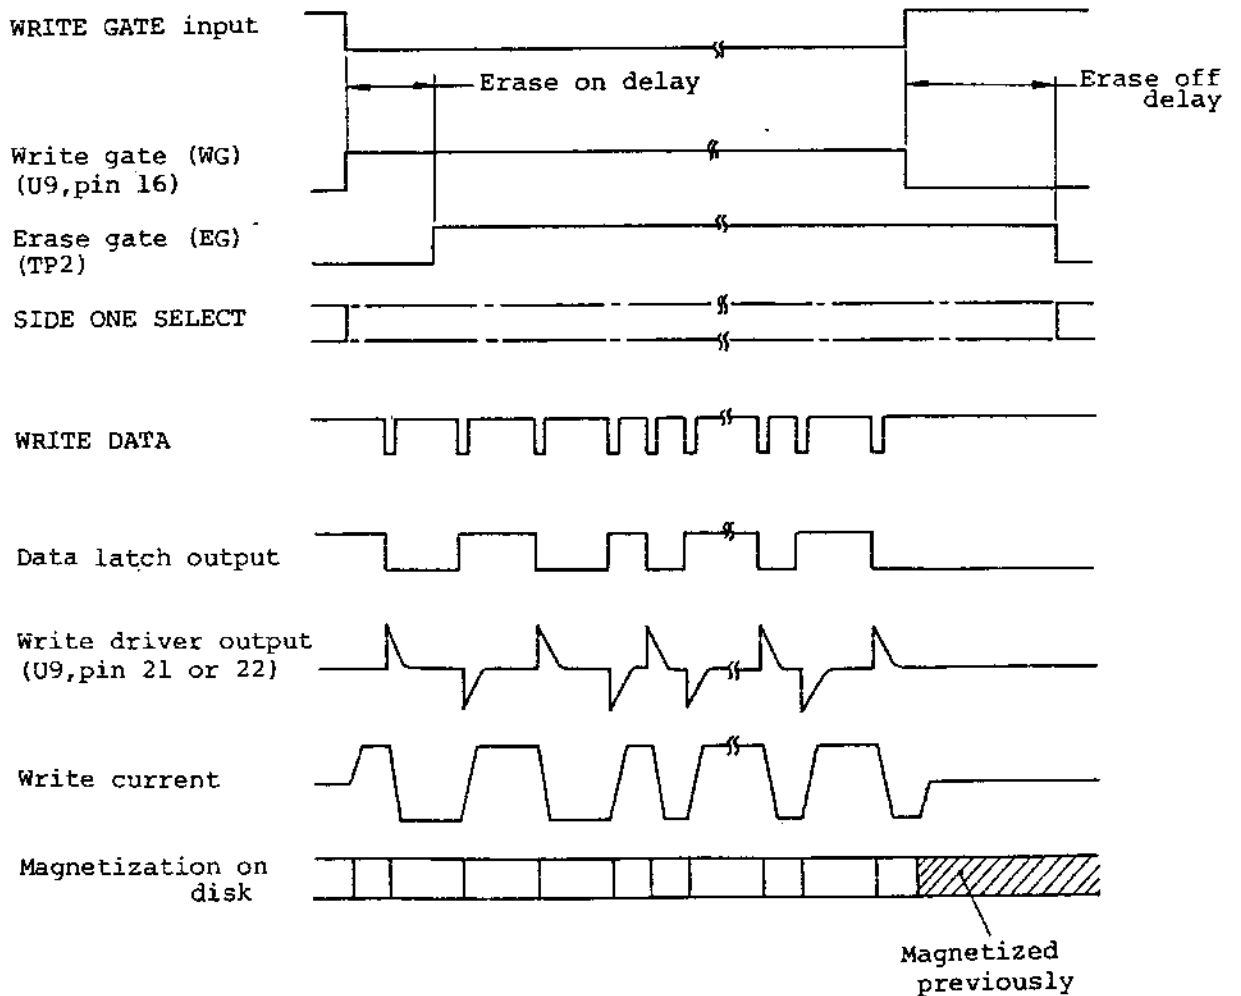 WRITE GATE input
Erase on delay
Erase off
delay
Write gate (WG)
(U9,pin 16)
Erase gate (EG)
(TP2)
SIDE ONE SELECT
WRITE DATA
Data latch output
Write driver output
(U9,pin 21 or 22)
Write current
Magnetization on
disk
Magnetized
previously